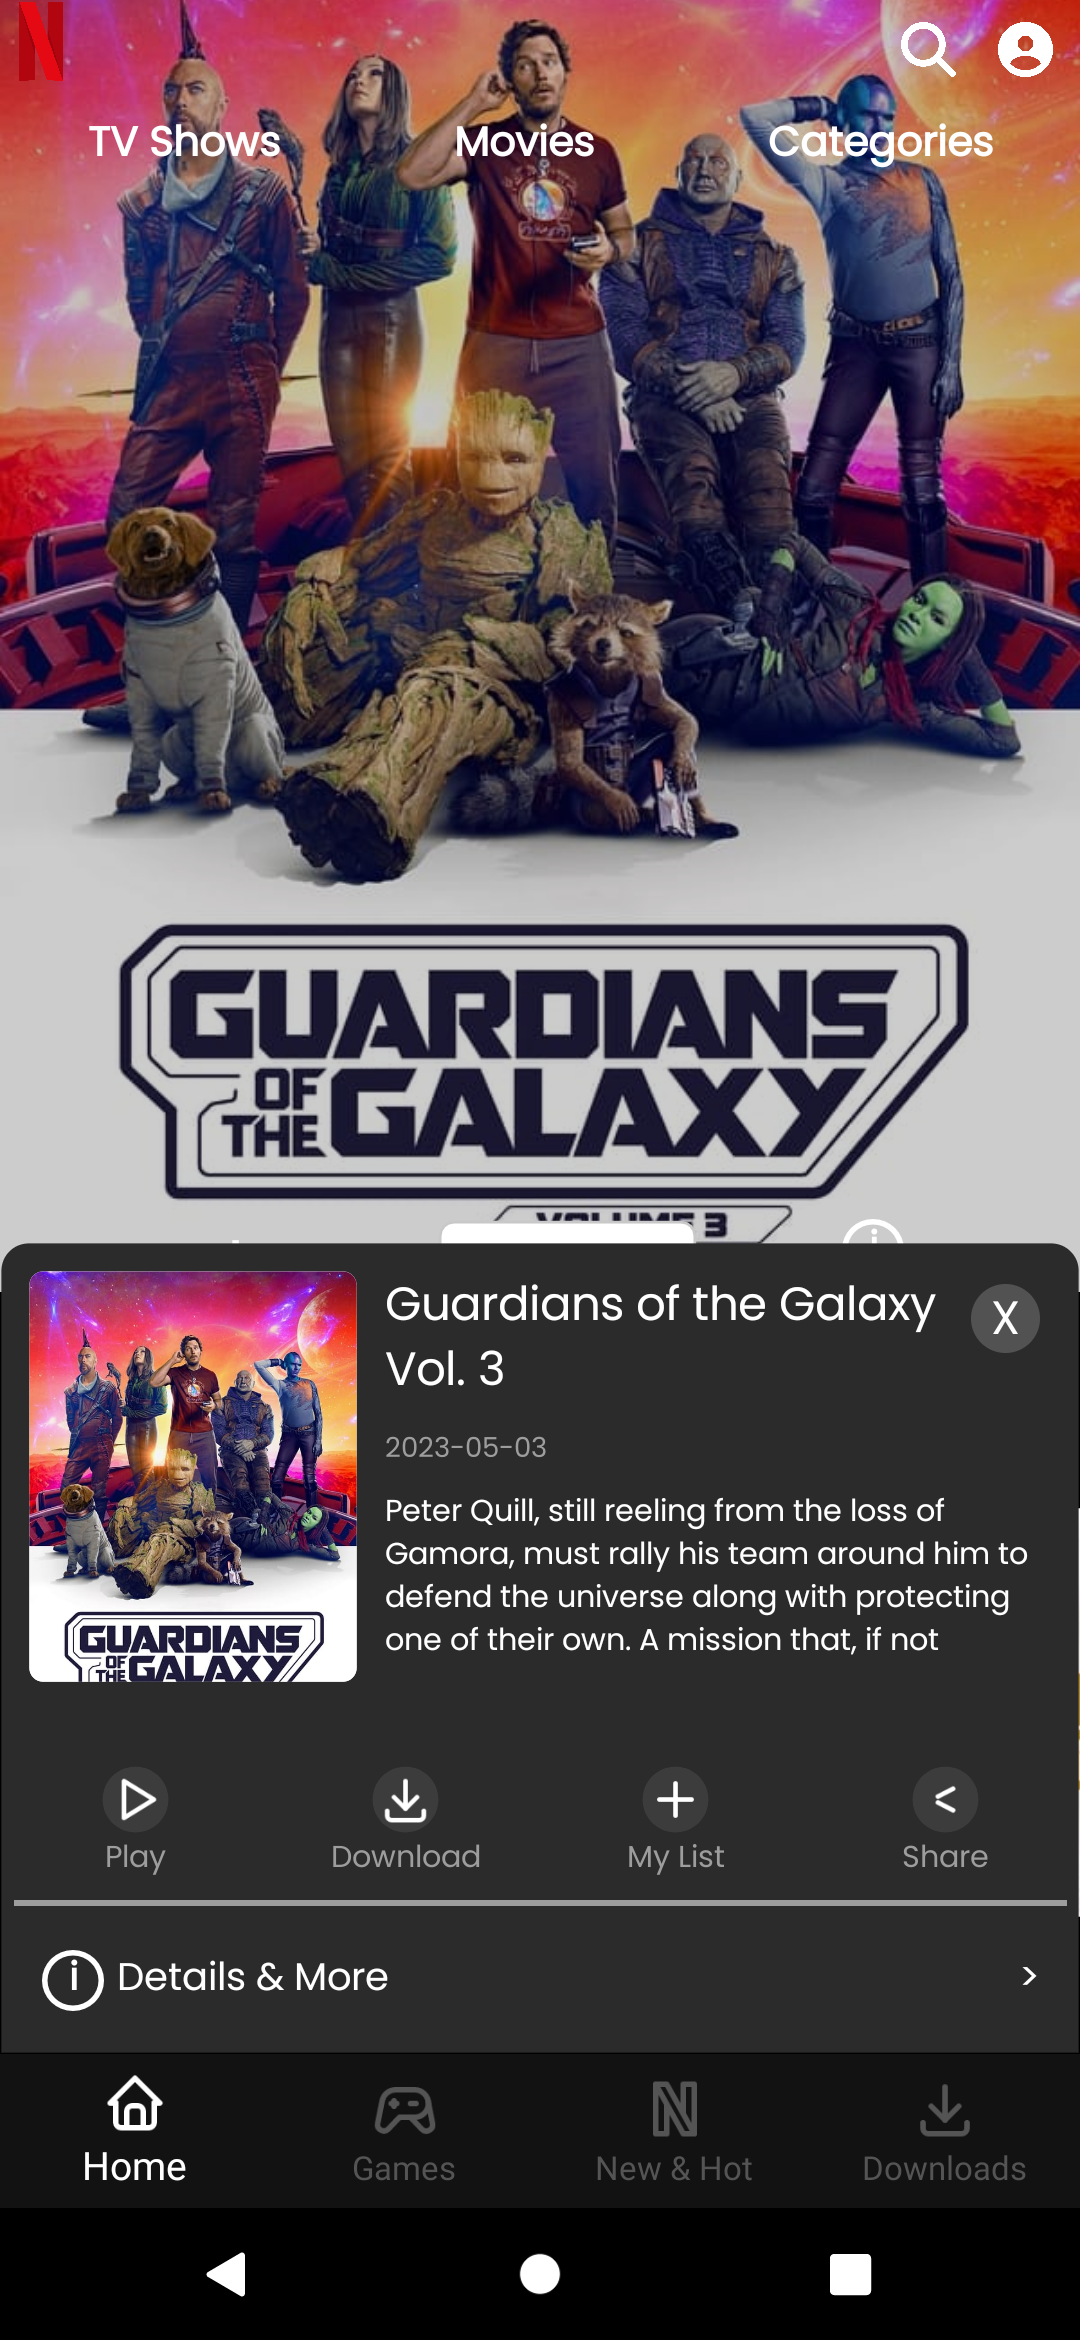 N
TV Shows Movies Categories
GUARDIANS
OF THE GALAXY
VOLUME 3
Guardians of the Galaxy
Vol. 3
X
2023-05-03
Peter Quill, still reeling from the loss of
Gamora, must rally his team around him to
defend the universe along with protecting
one of their own. A mission that, if not
GUARDIANS
OF THE GALAXY
Play Download My List Share
Details & More
Home Games New & Hot Downloads